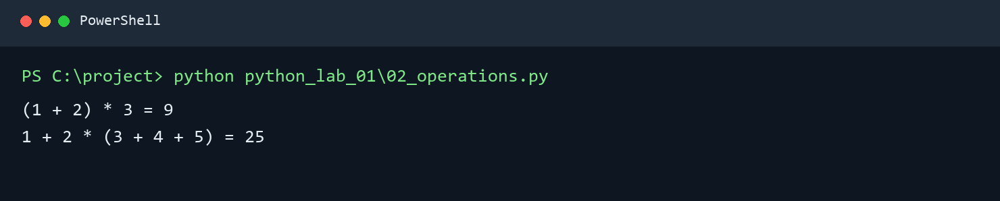 PowerShell
PS C:\project> python python_lab_01\02_operations.py
(1 + 2) * 3 = 9
1 + 2 * (3 + 4 + 5) = 25